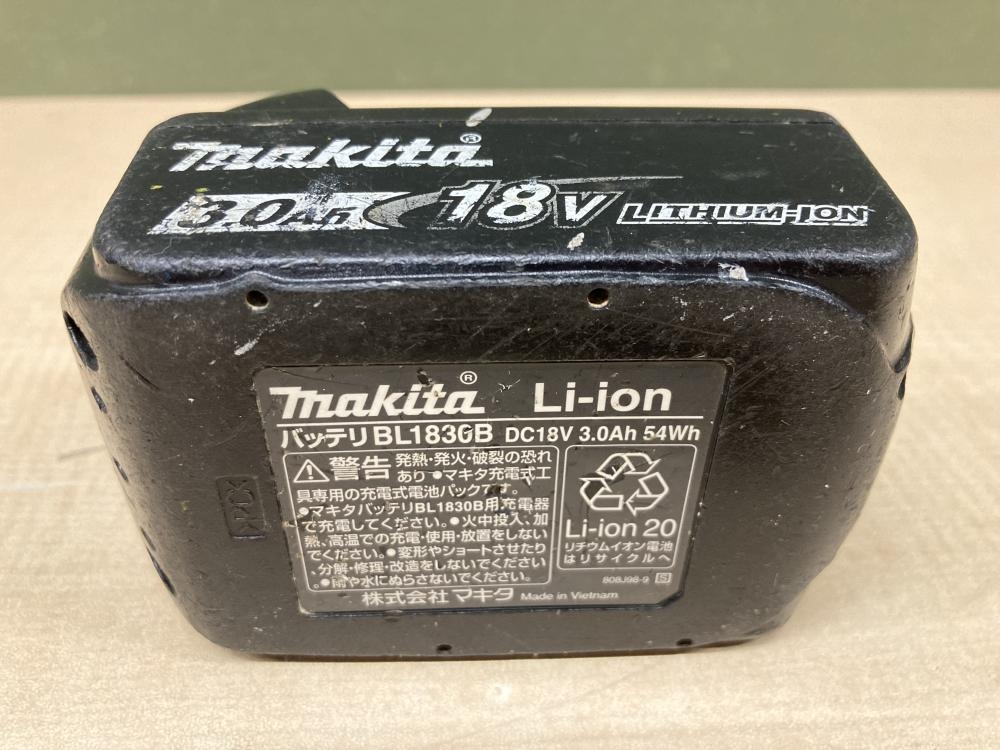 makita®
3.0Ah 18V LITHIUM-ION
makita® Li-ion
バッテリ BL1830B DC18V 3.0Ah 54Wh
警告 発熱・発火・破裂の恐れ
あり ●マキタ充電式工
具専用の充電式電池パックです。
●マキタバッテリBL1830B用充電器
で充電してください。●火中投入、加
熱、高温での充電・使用・放置をしない
でください。●変形やショートさせたり
、分解・修理・改造をしないでください
。●雨や水にぬらさないでください。
Li-ion 20
リチウムイオン電池
はリサイクルへ
808J98-9 S
株式会社 マキタ Made in Vietnam